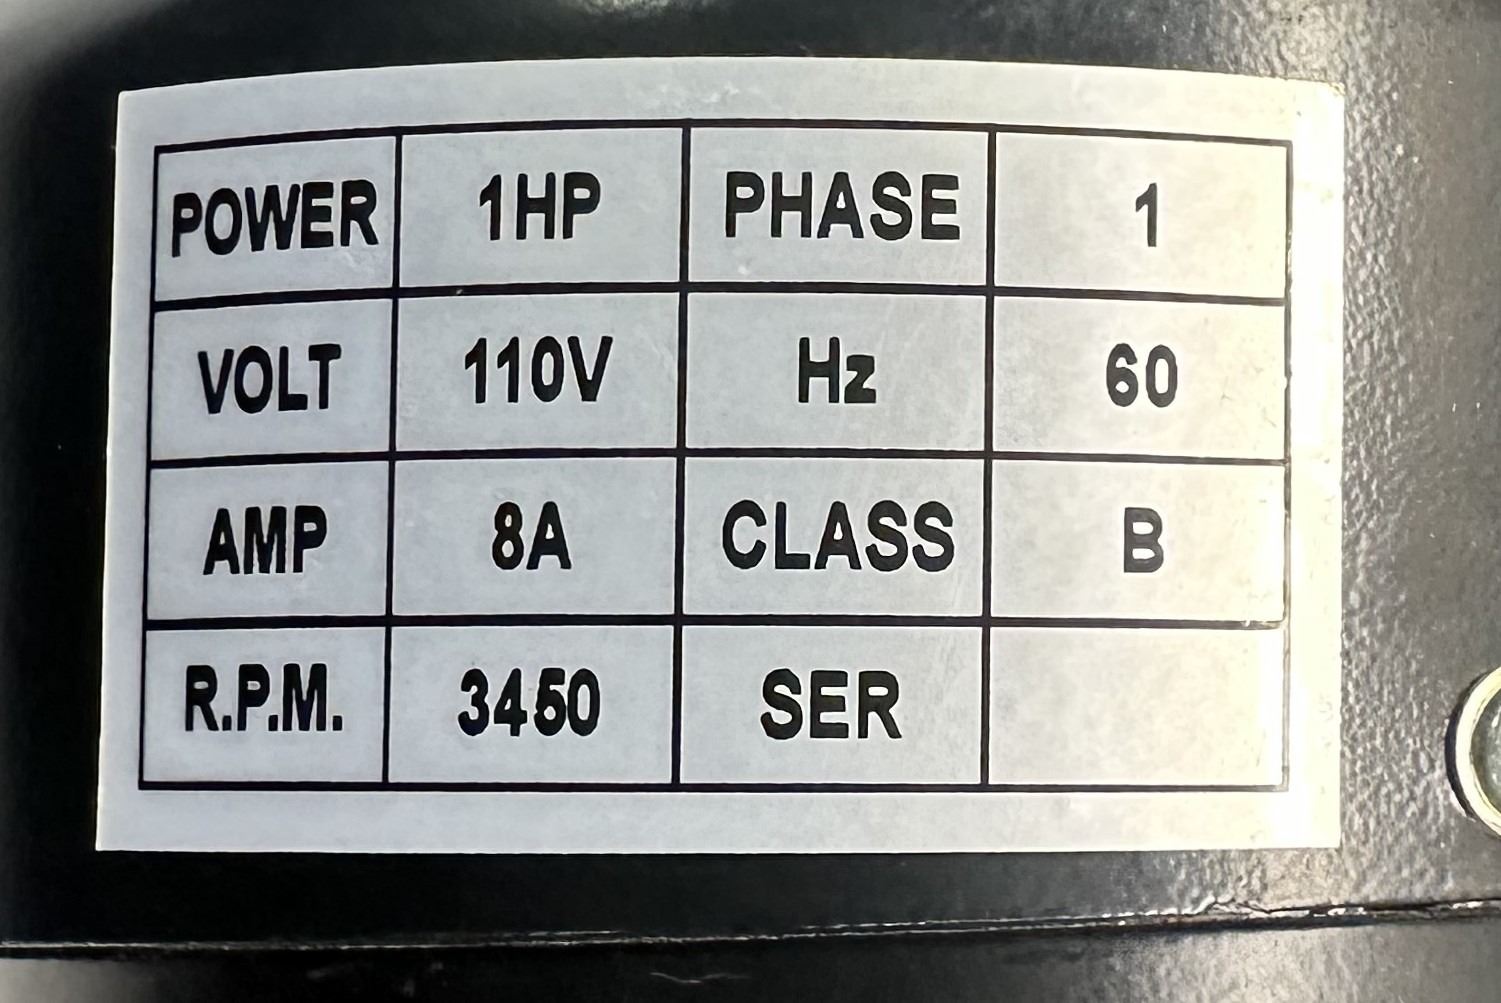 POWER 1HP PHASE 1
VOLT 110V Hz 60
AMP 8A CLASS B
R.P.M. 3450 SER